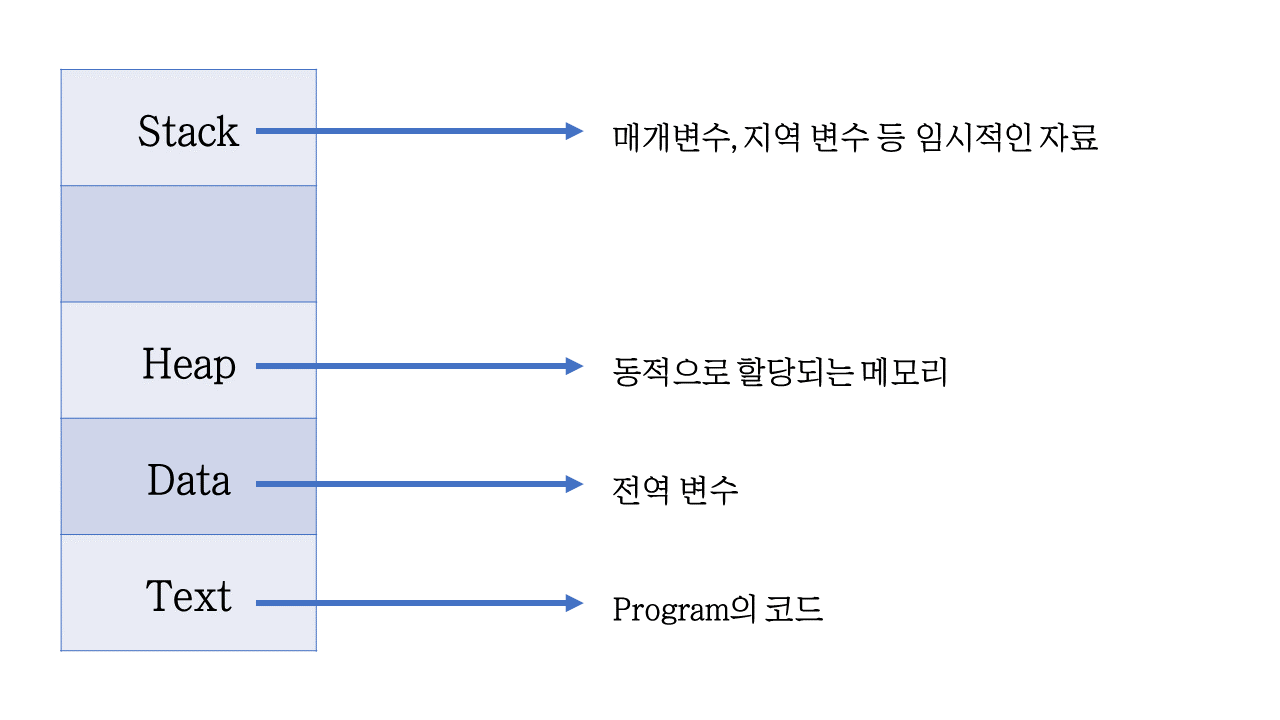 Stack
매개변수, 지역 변수 등 임시적인 자료
Heap
동적으로 할당되는 메모리
Data
전역 변수
Text
Program의 코드